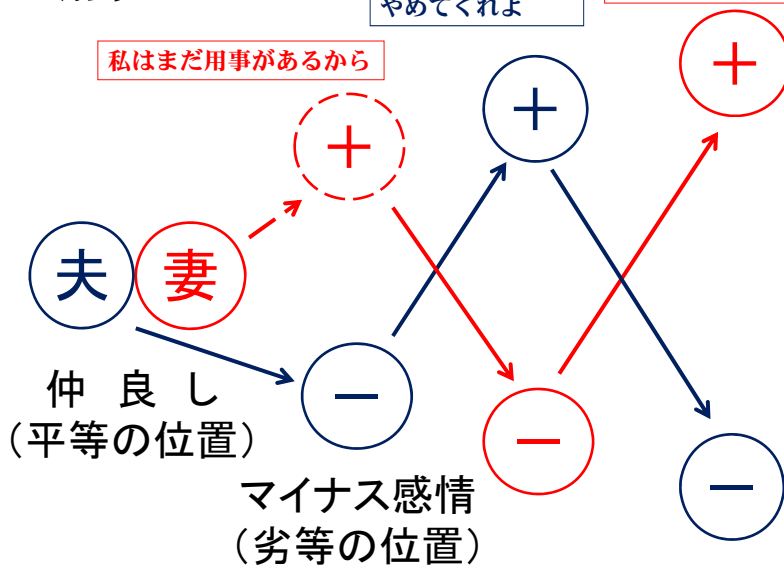 やめてくれよ
私はまだ用事があるから
+
+
+
夫
妻
−
−
−
仲良し
(平等の位置)
マイナス感情
(劣等の位置)